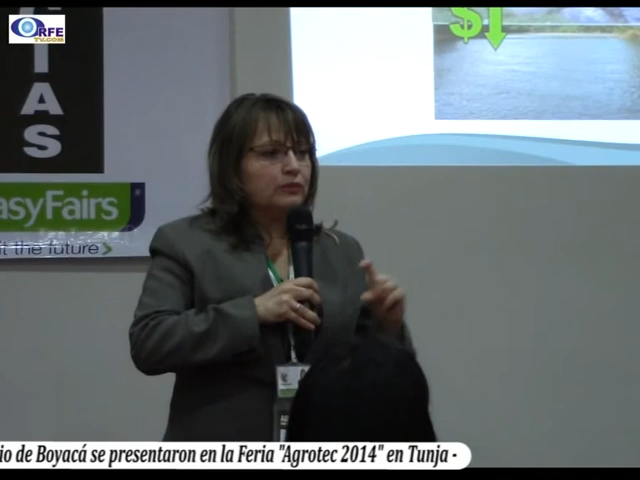 ORFE
TV.COM
TAS
$
asyFairs
it the future>
io de Boyacá se presentaron en la Feria "Agrotec 2014" en Tunja -